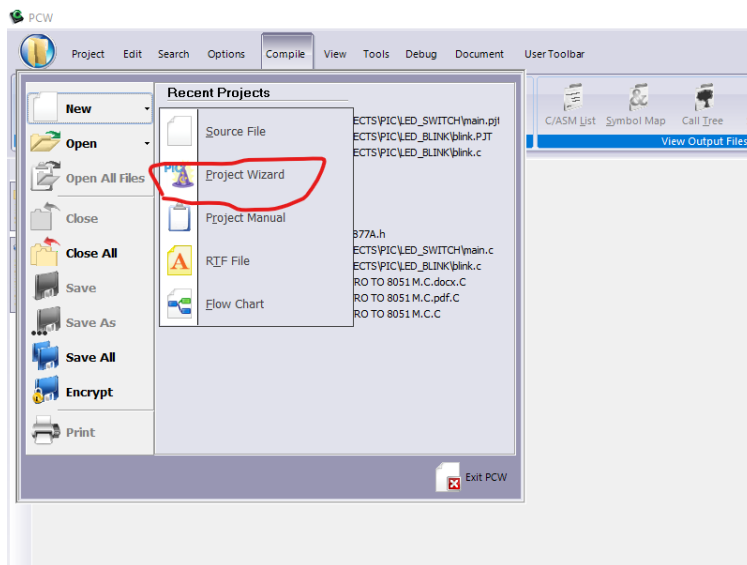 PCW
Project Edit Search Options Compile View Tools Debug Document UserToolbar
Recent Projects
New
Open
Open All Files
Close
Close All
Save
Save As
Save All
Encrypt
Print
Source File
PIC
Project Wizard
Project Manual
A
RTF File
Flow Chart
ECTS\PIC\LED_SWITCH\main.pjt
ECTS\PIC\LED_BLINK\blink.PJT
ECTS\PIC\LED_BLINK\blink.c
877A.h
ECTS\PIC\LED_SWITCH\main.c
ECTS\PIC\LED_BLINK\blink.c
RO TO 8051 M.C.docx.C
RO TO 8051 M.C.pdf.C
RO TO 8051 M.C.C
C/ASM List Symbol Map Call Tree
View Output Files
Exit PCW